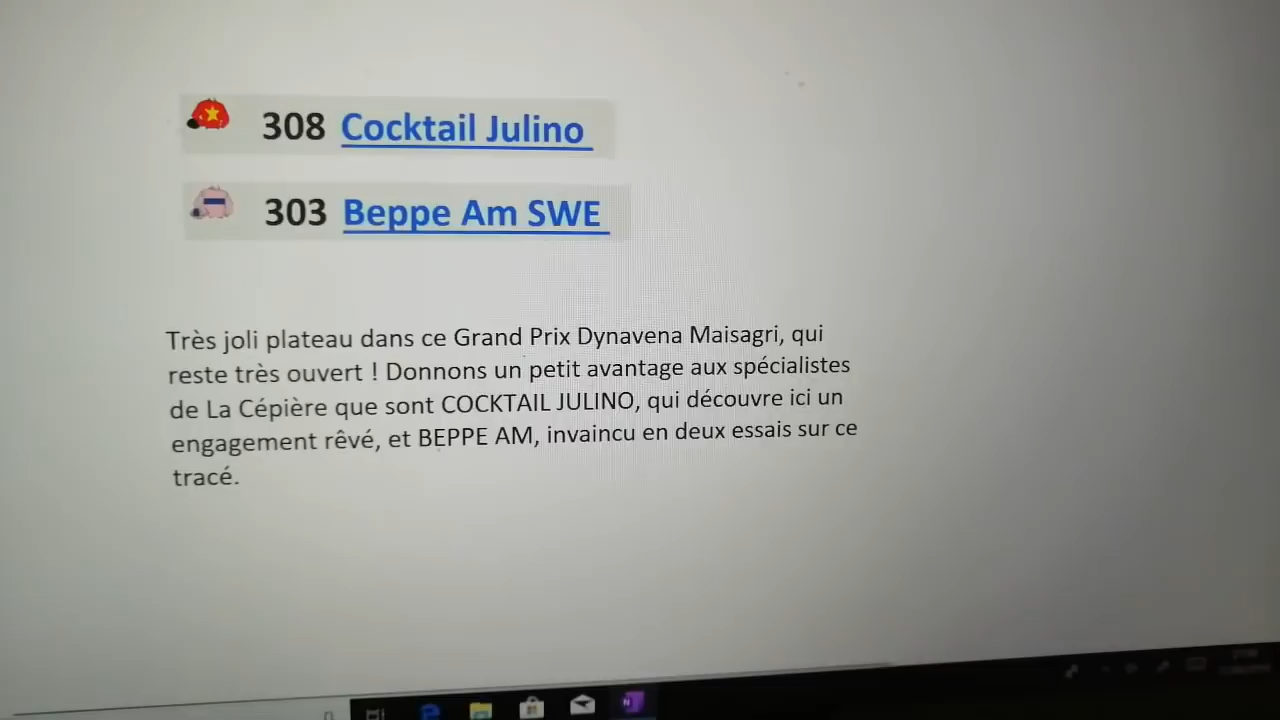 308 Cocktail Julino
303 Beppe Am SWE
Très joli plateau dans ce Grand Prix Dynavena Maisagri, qui
reste très ouvert ! Donnons un petit avantage aux spécialistes
de La Cépière que sont COCKTAIL JULINO, qui découvre ici un
engagement rêvé, et BEPPE AM, invaincu en deux essais sur ce
tracé.